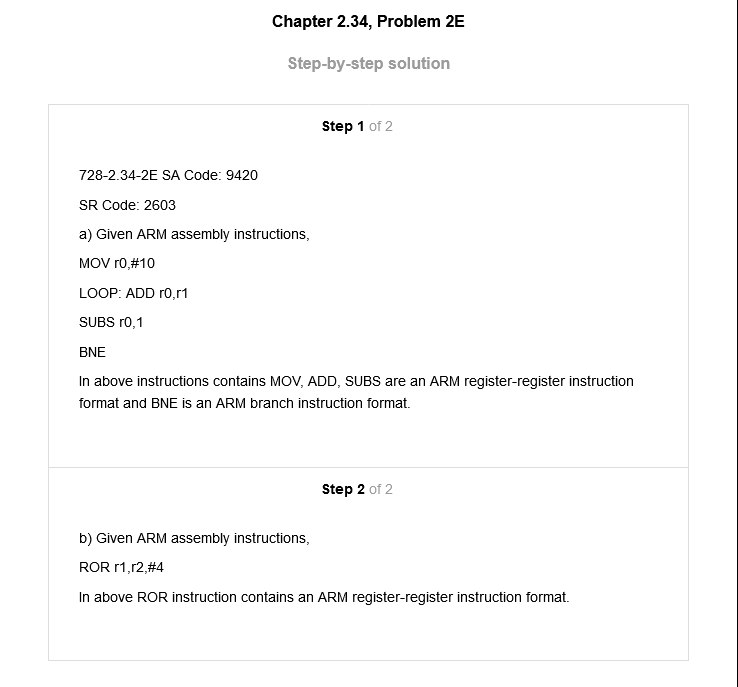 Chapter 2.34, Problem 2E
Step-by-step solution
Step 1 of 2
728-2.34-2E SA Code: 9420
SR Code: 2603
a) Given ARM assembly instructions,
MOV r0,#10
LOOP: ADD r0,r1
SUBS r0,1
BNE
In above instructions contains MOV, ADD, SUBS are an ARM register-register instruction
format and BNE is an ARM branch instruction format.
Step 2 of 2
b) Given ARM assembly instructions,
ROR r1,r2,#4
In above ROR instruction contains an ARM register-register instruction format.